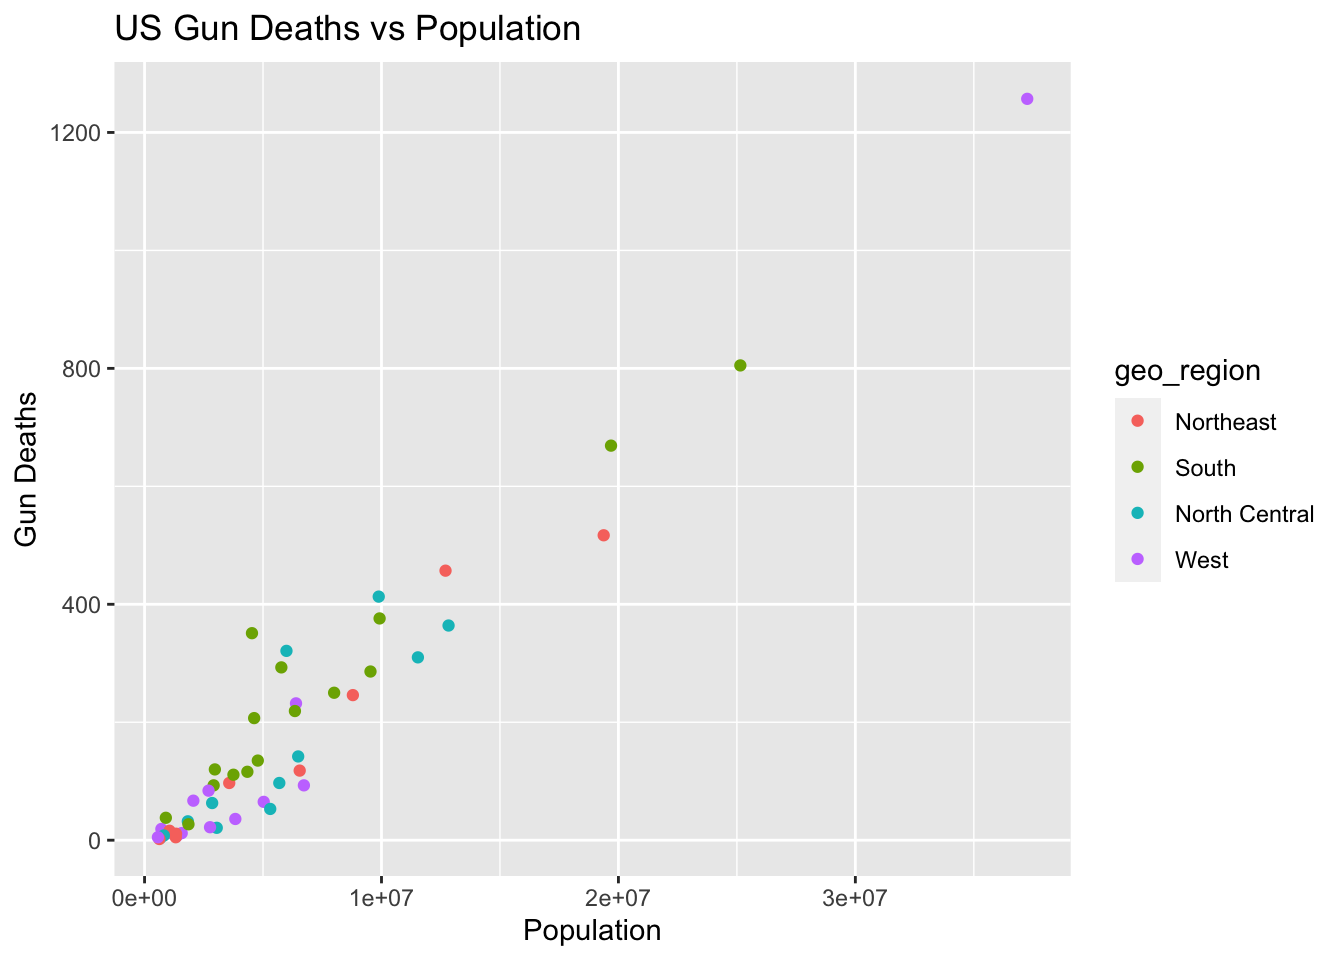 US Gun Deaths vs Population
1200
800
400
0
Gun Deaths
0e+00 1e+07 2e+07 3e+07
Population
geo_region
Northeast
South
North Central
West